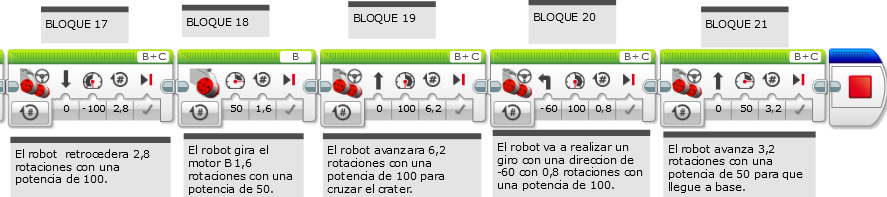 BLOQUE 17
BLOQUE 18
BLOQUE 19
BLOQUE 20
BLOQUE 21
B+C
B
B+C
B+C
B+C
#
#
#
#
#
0 -100 2,8
50 1,6
0 100 6,2
-60 100 0,8
0 50 3,2
#
#
#
#
#
El robot retrocedera 2,8
rotaciones con una
potencia de 100.
El robot gira el
motor B 1,6
rotaciones con una
potencia de 50.
El robot avanzara 6,2
rotaciones con una
potencia de 100 para
cruzar el crater.
El robot va a realizar un
giro con una direccion de
-60 con 0,8 rotaciones con
una potencia de 100.
El robot avanza 3,2
rotaciones con una
potencia de 50 para que
llegue a base.